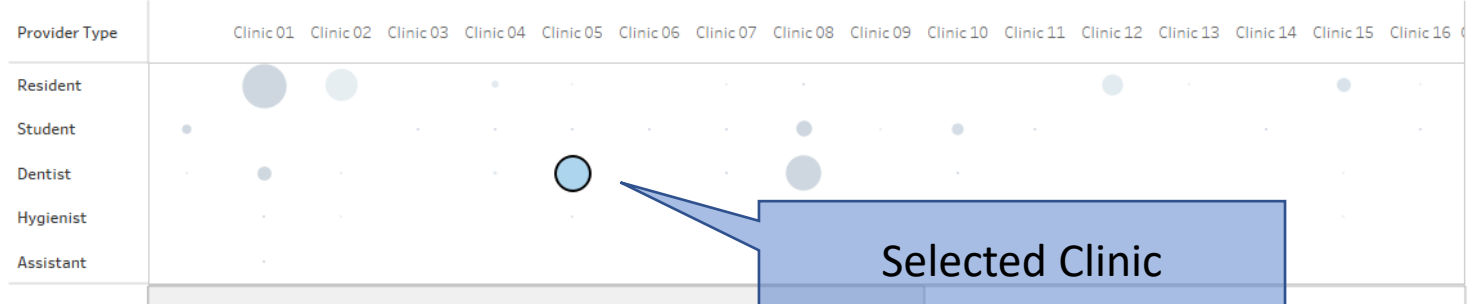 Provider Type Clinic 01 Clinic 02 Clinic 03 Clinic 04 Clinic 05 Clinic 06 Clinic 07 Clinic 08 Clinic 09 Clinic 10 Clinic 11 Clinic 12 Clinic 13 Clinic 14 Clinic 15 Clinic 16
Resident
Student
Dentist
Hygienist
Assistant
Selected Clinic